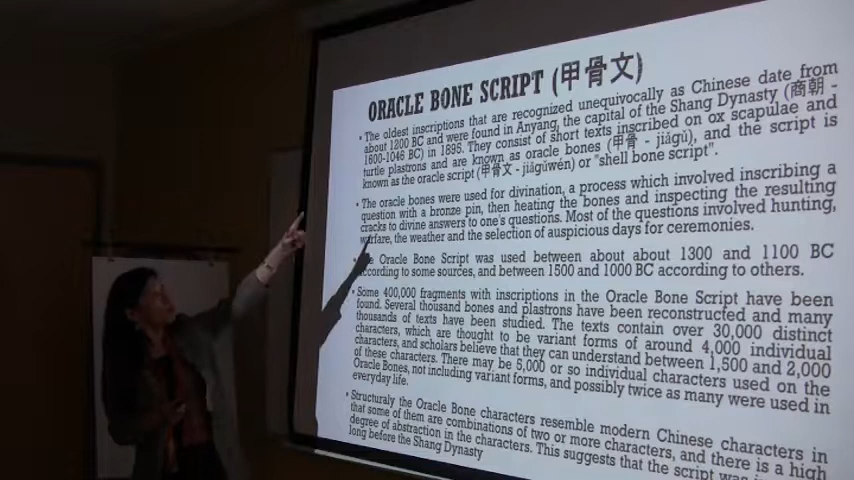 ORACLE BONE SCRIPT (甲骨文)
• The oldest inscriptions that are recognized unequivocally as Chinese date from
about 1200 BC and were found in Anyang, the capital of the Shang Dynasty (商朝 -
1600-1046 BC) in 1895. They consist of short texts inscribed on ox scapulae and
turtle plastrons and are known as oracle bones (甲骨 - jiǎgǔ), and the script is
known as the oracle script (甲骨文 - jiǎgǔwén) or "shell bone script".
• The oracle bones were used for divination, a process which involved inscribing a
question with a bronze pin, then heating the bones and inspecting the resulting
cracks to divine answers to one's questions. Most of the questions involved hunting,
warfare, the weather and the selection of auspicious days for ceremonies.
Oracle Bone Script was used between about about 1300 and 1100 BC
according to some sources, and between 1500 and 1000 BC according to others.
• Some 400,000 fragments with inscriptions in the Oracle Bone Script have been
found. Several thousand bones and plastrons have been reconstructed and many
thousands of texts have been studied. The texts contain over 30,000 distinct
characters, which are thought to be variant forms of around 4,000 individual
characters, and scholars believe that they can understand between 1,500 and 2,000
of these characters. There may be 5,000 or so individual characters used on the
Oracle Bones, not including variant forms, and possibly twice as many were used in
everyday life.
• Structurally the Oracle Bone characters resemble modern Chinese characters in
that some of them are combinations of two or more characters, and there is a high
degree of abstraction in the characters. This suggests that the script was
long before the Shang Dynasty